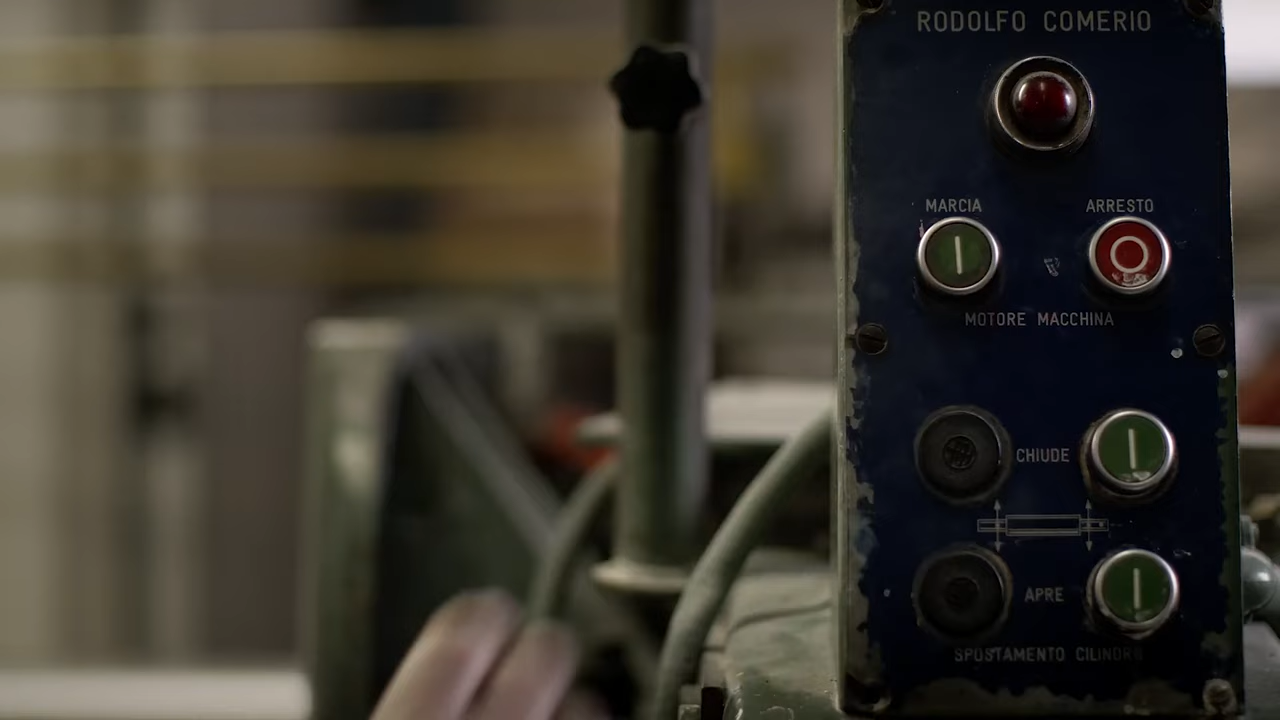 RODOLFO COMERIO
MARCIA
ARRESTO
MOTORE MACCHINA
CHIUDE
APRE
SPOSTAMENTO CILINDRI